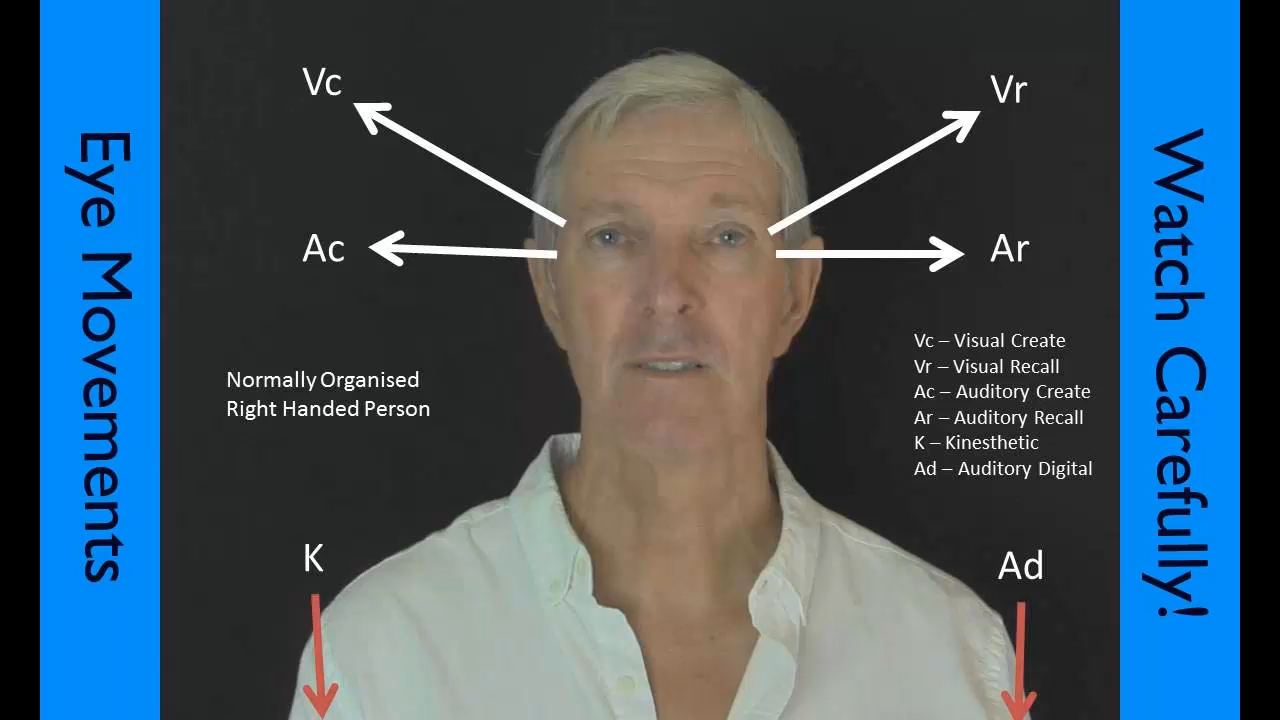 Eye Movements
Vc
Vr
Ac
Ar
Normally Organised
Right Handed Person
Vc – Visual Create
Vr – Visual Recall
Ac – Auditory Create
Ar – Auditory Recall
K – Kinesthetic
Ad – Auditory Digital
K
Ad
Watch Carefully!